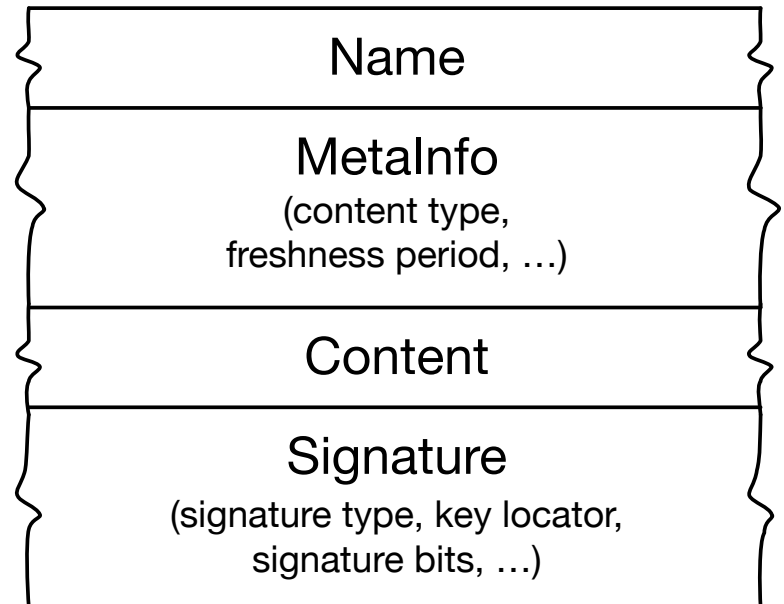 Name
MetaInfo
(content type,
freshness period, …)
Content
Signature
(signature type, key locator,
signature bits, …)